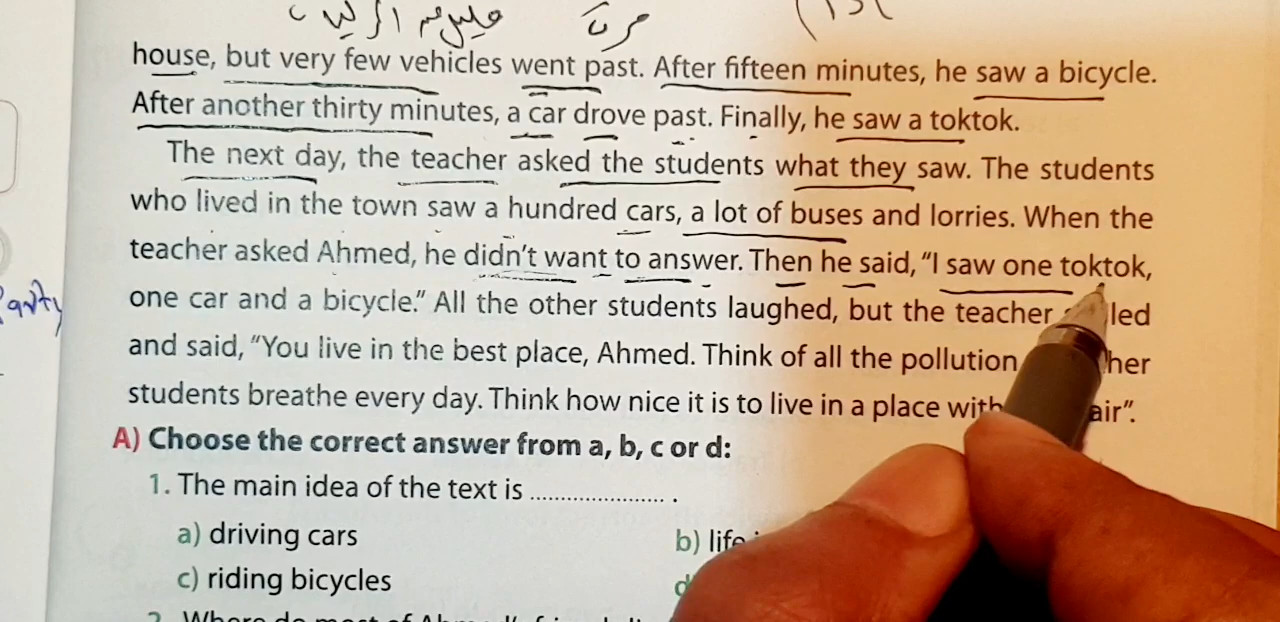 house, but very few vehicles went past. After fifteen minutes, he saw a bicycle.
After another thirty minutes, a car drove past. Finally, he saw a toktok.
The next day, the teacher asked the students what they saw. The students
who lived in the town saw a hundred cars, a lot of buses and lorries. When the
teacher asked Ahmed, he didn't want to answer. Then he said, "I saw one toktok,
one car and a bicycle." All the other students laughed, but the teacher led
and said, "You live in the best place, Ahmed. Think of all the pollution her
students breathe every day. Think how nice it is to live in a place with air".
A) Choose the correct answer from a, b, c or d:
1. The main idea of the text is ..................... .
a) driving cars
b) life
c) riding bicycles
d